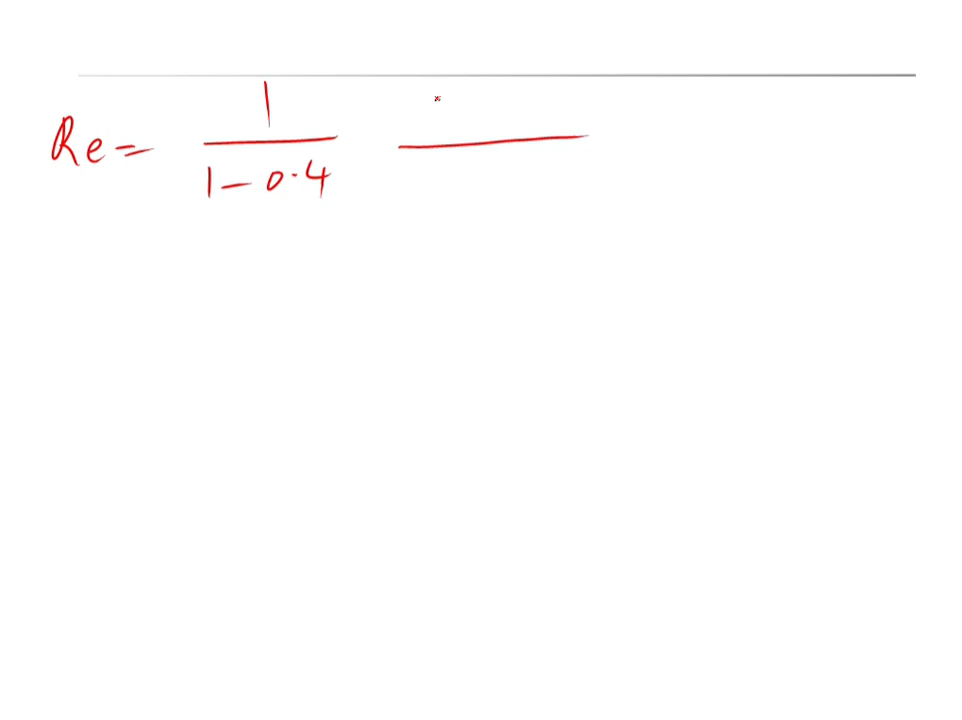 Re = 1/(1-0.4) —